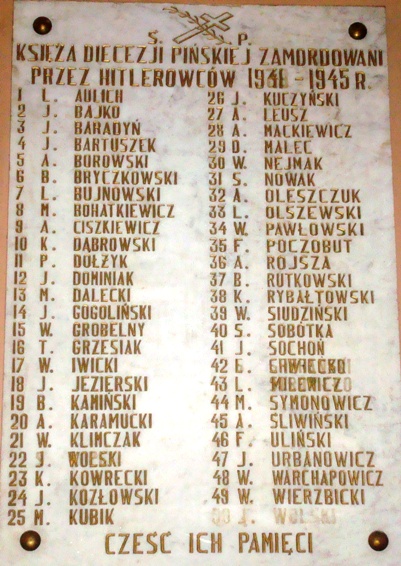 Ś. P.
KSIĘŻA DIECEZJI PIŃSKIEJ ZAMORDOWANI
PRZEZ HITLEROWCÓW 1941-1945 R.
1 L. AULICH
2 J. BAJKO
3 J. BARADYŃ
4 J. BARTUSZEK
5 A. BOROWSKI
6 B. BRYCZKOWSKI
7 L. BUJNOWSKI
8 M. BOHATKIEWICZ
9 A. CISZKIEWICZ
10 K. DĄBROWSKI
11 P. DOŁŻYK
12 J. DOMINIAK
13 M. DALECKI
14 J. GOGOLIŃSKI
15 W. GROBELNY
16 T. GRZESIAK
17 W. IWICKI
18 J. JEZIERSKI
19 B. KAMIŃSKI
20 A. KARAMUCKI
21 W. KLIMCZAK
22 J. WOLSKI
23 K. KOWRECKI
24 J. KOZŁOWSKI
25 M. KUBIK
26 J. KUCZYŃSKI
27 A. LEUSZ
28 A. MACKIEWICZ
29 D. MALEC
30 W. NEJMAK
31 S. NOWAK
32 A. OLESZCZUK
33 L. OLSZEWSKI
34 W. PAWŁOWSKI
35 F. POCZOBUT
36 A. ROJSZA
37 B. RUTKOWSKI
38 K. RYBAŁTOWSKI
39 W. SIUDZIŃSKI
40 S. SOBÓTKA
41 J. SOCHOŃ
42
43 L.
44 M. SYMONOWICZ
45 A. ŚLIWIŃSKI
46 F. ULIŃSKI
47 J. URBANOWICZ
48 W. WARCHAPOWICZ
49 W. WIERZBICKI
CZESĆ ICH PAMIĘCI